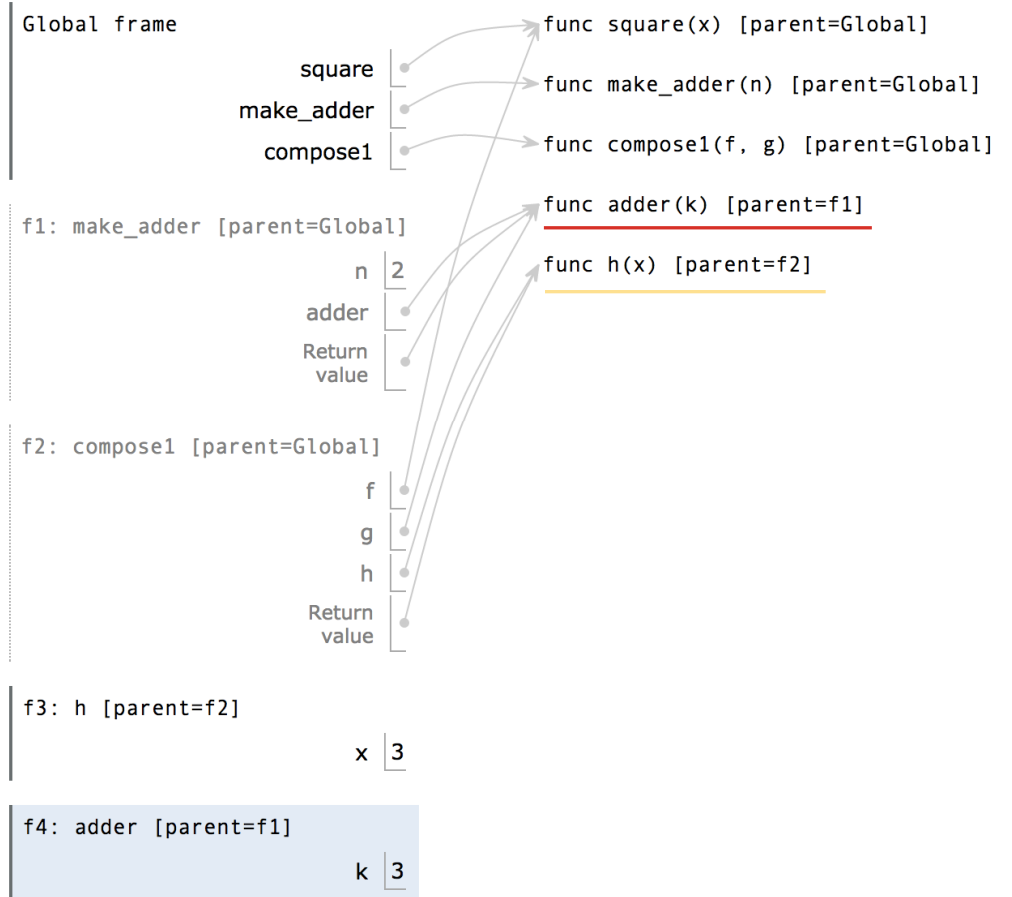 Global frame
func square(x) [parent=Global]
square
func make_adder(n) [parent=Global]
make_adder
compose1
func compose1(f, g) [parent=Global]
func adder(k) [parent=f1]
f1: make_adder [parent=Global]
func h(x) [parent=f2]
n 2
adder
Return
value
f2: compose1 [parent=Global]
f
g
h
Return
value
f3: h [parent=f2]
x 3
f4: adder [parent=f1]
k 3